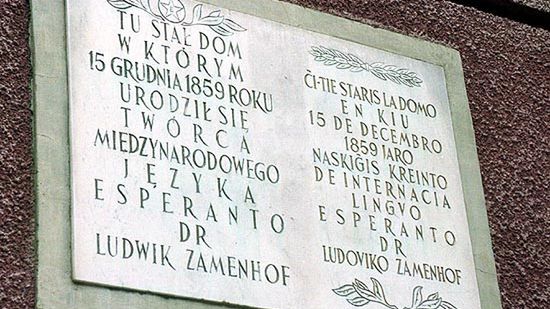 TU STAŁ DOM
W KTÓRYM
15 GRUDNIA 1859 ROKU
URODZIŁ SIĘ
TWÓRCA
MIEDZYNARODOWEGO
JĘZYKA
ESPERANTO
DR
LUDWIK ZAMENHOF
ĈI-TIE STARIS LA DOMO
EN KIU
15 DE DECEMBRO
1859 JARO
NASKIĜIS KREINTO
DE INTERNACIA
LINGVO
ESPERANTO
DR
LUDOVIKO ZAMENHOF